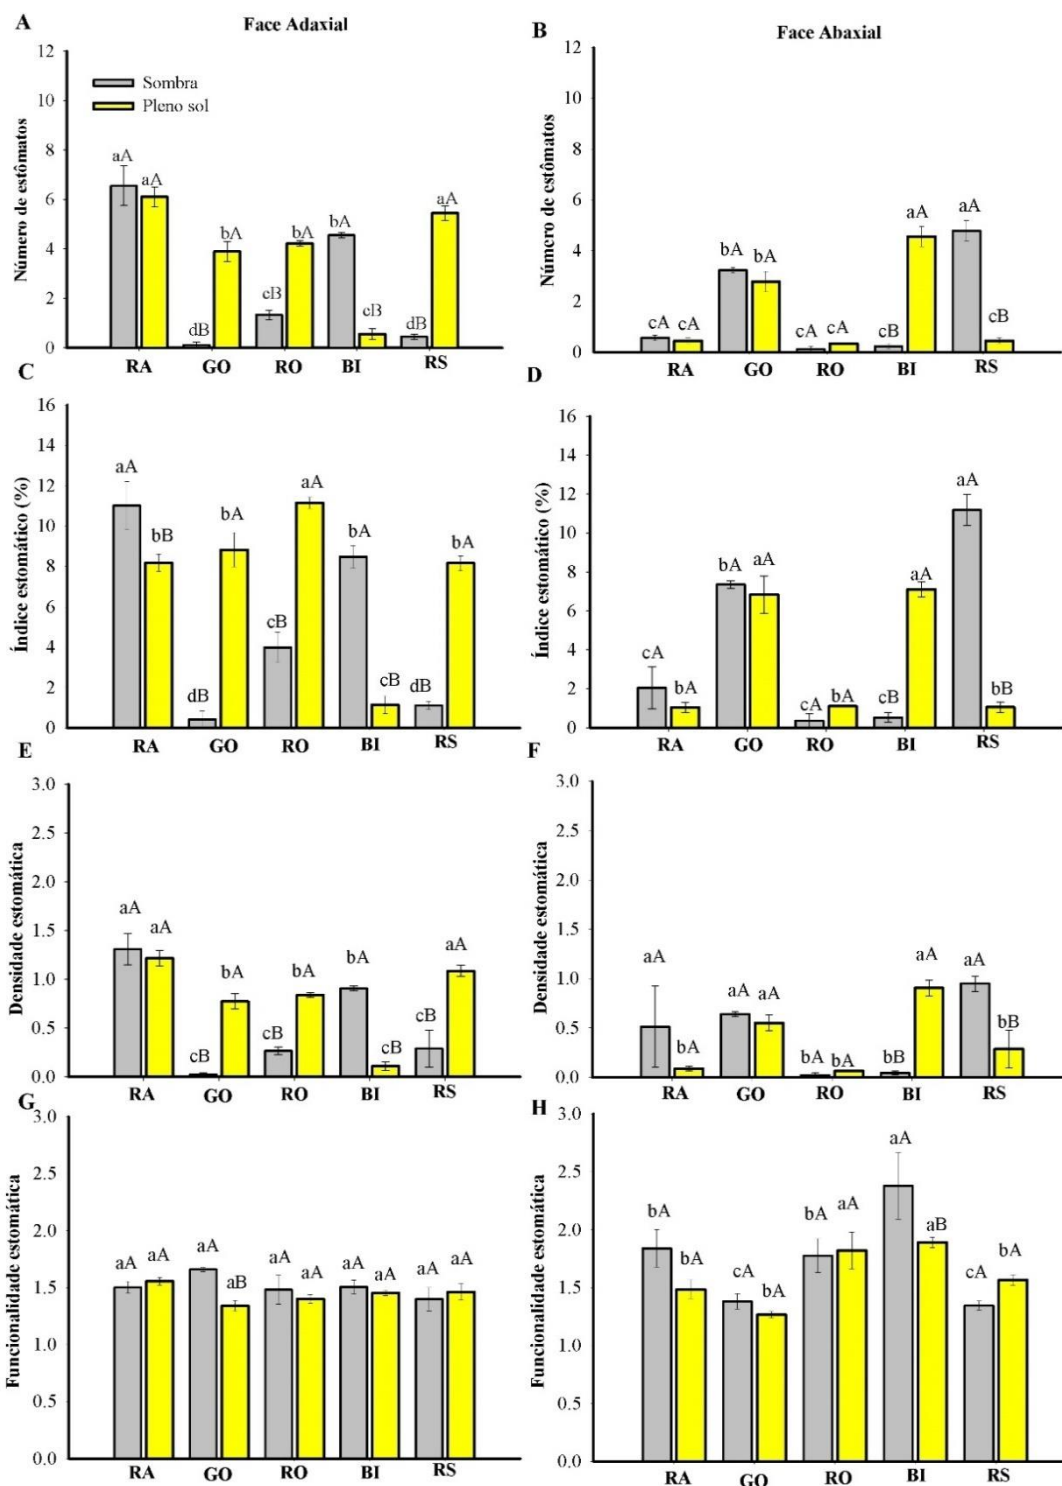 A
Face Adaxial
Número de estômatos
12
10
8
6
4
2
0
Sombra
Pleno sol
aA
aA
dB
bA
cB
bA
bA
cB
dB
aA
RA
GO
RO
BI
RS
B
Face Abaxial
Número de estômatos
12
10
8
6
4
2
0
cA
cA
bA
bA
cA
cA
cB
aA
aA
cB
RA
GO
RO
BI
RS
C
Índice estomático (%)
16
14
12
10
8
6
4
2
0
aA
bB
dB
bA
cB
aA
bA
cB
dB
bA
RA
GO
RO
BI
RS
D
Índice estomático (%)
16
14
12
10
8
6
4
2
0
cA
bA
bA
aA
cA
bA
cB
aA
aA
bB
RA
GO
RO
BI
RS
E
Densidade estomática
3.0
2.5
2.0
1.5
1.0
0.5
0.0
aA
aA
cB
bA
cB
bA
bA
cB
cB
aA
RA
GO
RO
BI
RS
F
Densidade estomática
3.0
2.5
2.0
1.5
1.0
0.5
0.0
aA
bA
aA
aA
bA
bA
bB
aA
aA
bB
RA
GO
RO
BI
RS
G
Funcionalidade estomática
3.0
2.5
2.0
1.5
1.0
0.5
0.0
aA
aA
aA
aB
aA
aA
aA
aA
aA
aA
RA
GO
RO
BI
RS
H
Funcionalidade estomática
3.0
2.5
2.0
1.5
1.0
0.5
0.0
bA
bA
cA
bA
bA
aA
aA
aB
cA
bA
RA
GO
RO
BI
RS